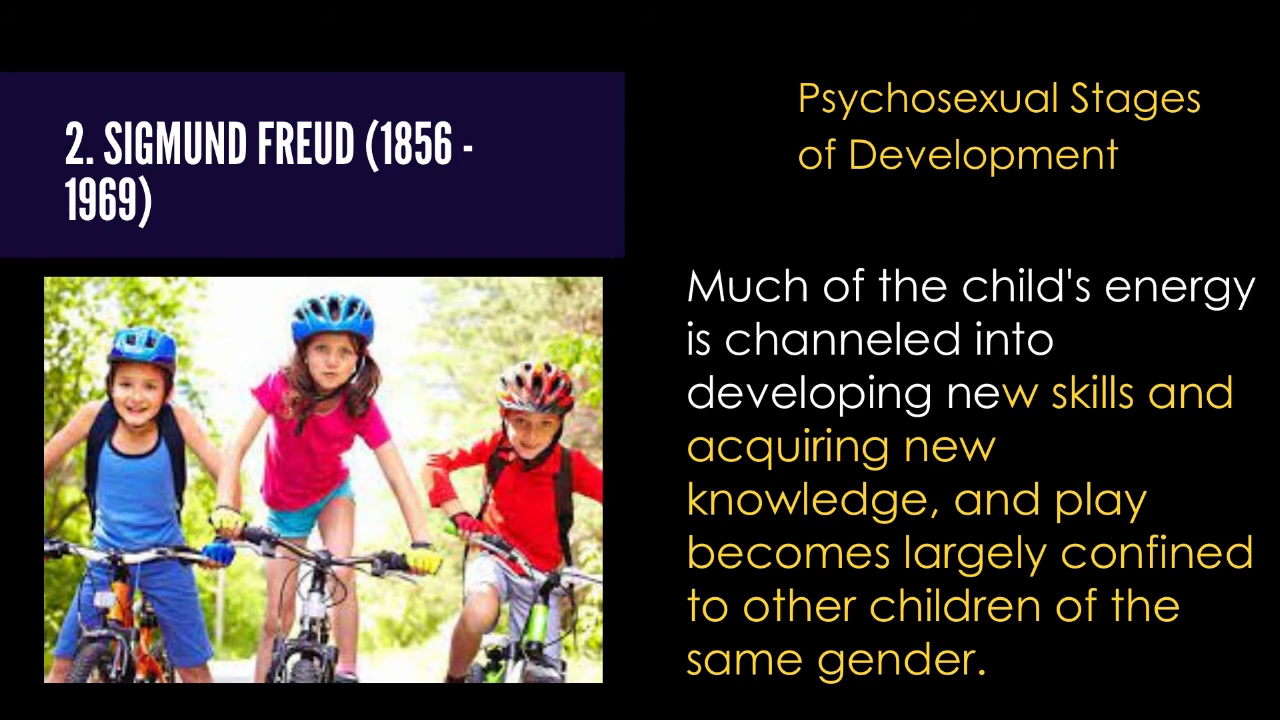 2. SIGMUND FREUD (1856 -
1969)
Psychosexual Stages
of Development
Much of the child's energy
is channeled into
developing new skills and
acquiring new
knowledge, and play
becomes largely confined
to other children of the
same gender.